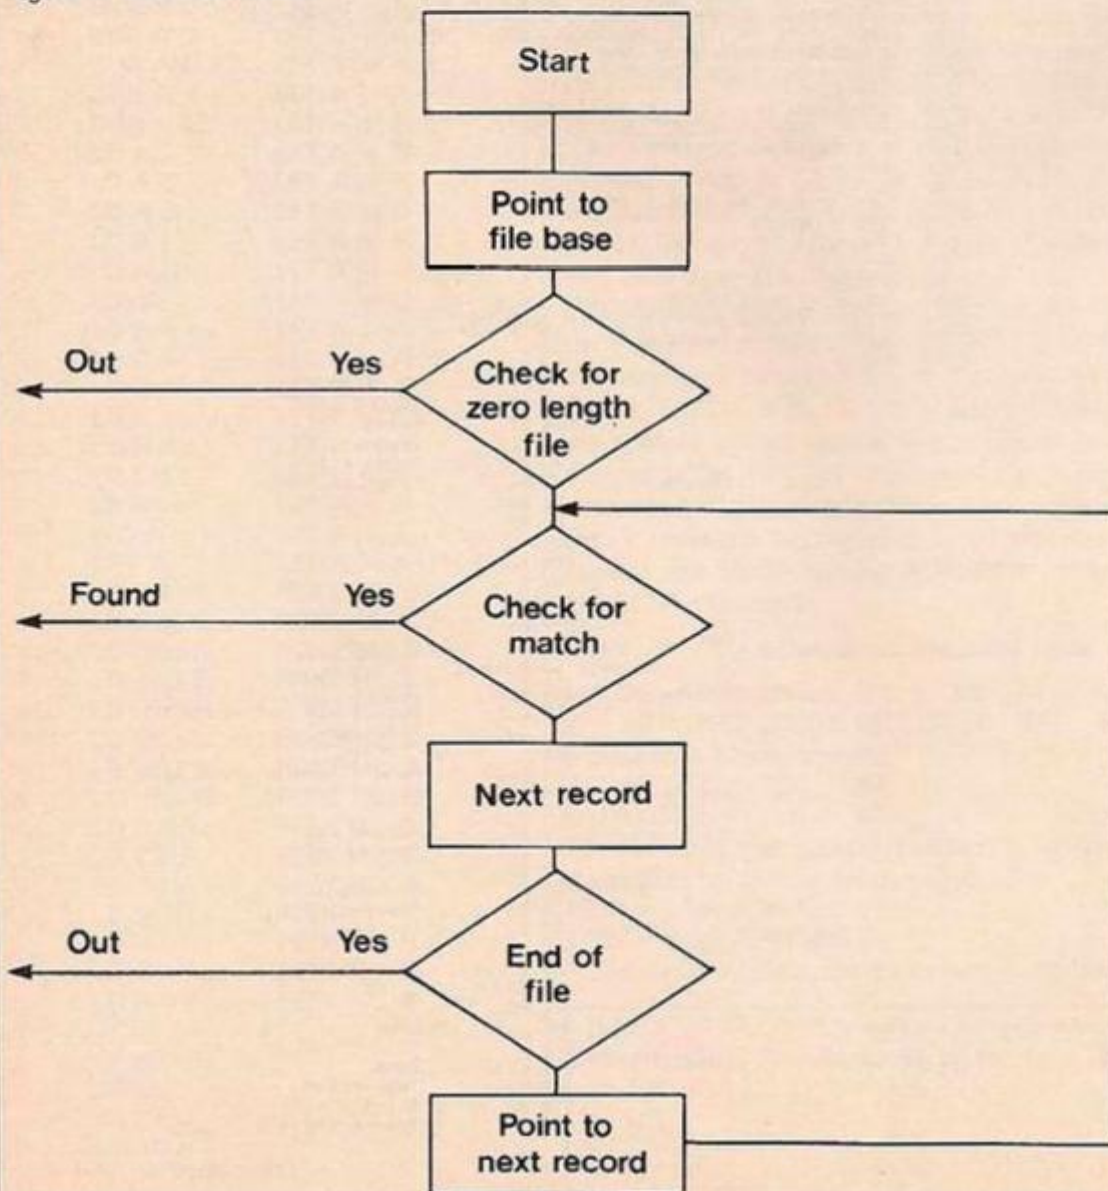 Start
Point to
file base
Out
Yes
Check for
zero length
file
Found
Yes
Check for
match
Next record
Out
Yes
End of
file
Point to
next record